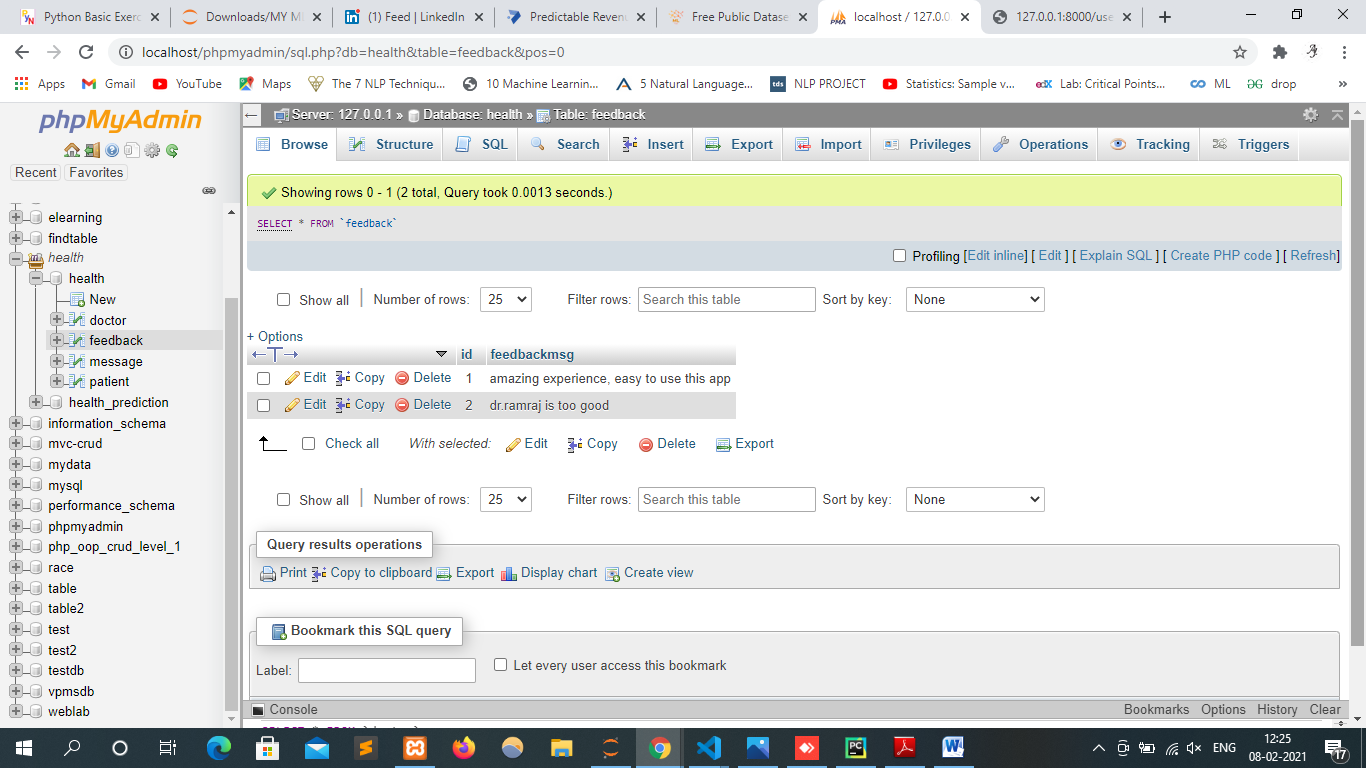 Python Basic Exerc
Downloads/MY MI
(1) Feed | LinkedIn
Predictable Revenu
Free Public Datase
localhost / 127.0.0
127.0.0.1:8000/use
localhost/phpmyadmin/sql.php?db=health&table=feedback&pos=0
Apps
Gmail
YouTube
Maps
The 7 NLP Techniqu...
10 Machine Learnin...
5 Natural Language...
NLP PROJECT
Statistics: Sample v...
Lab: Critical Points...
ML
drop
phpMyAdmin
Recent
Favorites
elearning
findtable
health
health
New
doctor
feedback
message
patient
health_prediction
information_schema
mvc-crud
mydata
mysql
performance_schema
phpmyadmin
php_oop_crud_level_1
race
table
table2
test
test2
testdb
vpmsdb
weblab
Server: 127.0.0.1 » Database: health » Table: feedback
Browse Structure SQL Search Insert Export Import Privileges Operations Tracking Triggers
Showing rows 0 - 1 (2 total, Query took 0.0013 seconds.)
SELECT * FROM `feedback`
Profiling [Edit inline] [ Edit ] [ Explain SQL ] [ Create PHP code ] [ Refresh]
Show all | Number of rows: 25 Filter rows: Search this table Sort by key: None
+ Options
←T→ id feedbackmsg
Edit Copy Delete 1 amazing experience, easy to use this app
Edit Copy Delete 2 dr.ramraj is too good
Check all With selected: Edit Copy Delete Export
Show all | Number of rows: 25 Filter rows: Search this table Sort by key: None
Query results operations
Print Copy to clipboard Export Display chart Create view
Bookmark this SQL query
Label: Let every user access this bookmark
Console Bookmarks Options History Clear
ENG
12:25
08-02-2021
17